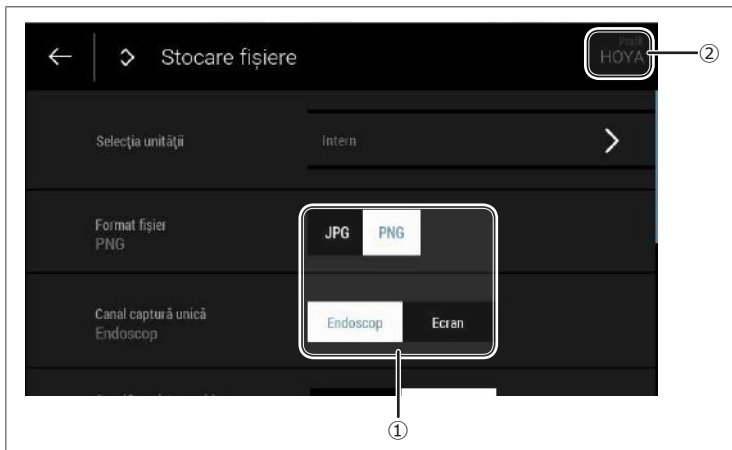 Profil
Stocare fișiere
HOYA
②
Selecția unității
Intern
Format fișier
PNG
JPG PNG
Canal captură unică
Endoscop
Endoscop Ecran
①